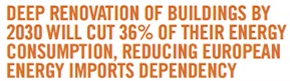 DEEP RENOVATION OF BUILDINGS BY
2030 WILL CUT 36% OF THEIR ENERGY
CONSUMPTION, REDUCING EUROPEAN
ENERGY IMPORTS DEPENDENCY